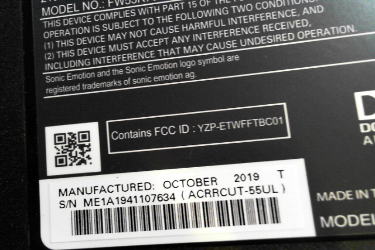 MODEL NO.:
THIS DEVICE COMPLIES WITH PART 15 OF THE
OPERATION IS SUBJECT TO THE FOLLOWING TWO CONDITIONS
(1) THIS DEVICE MAY NOT CAUSE HARMFUL INTERFERENCE, AND
(2) THIS DEVICE MUST ACCEPT ANY INTERFERENCE RECEIVED,
INCLUDING INTERFERENCE THAT MAY CAUSE UNDESIRED OPERATION.
Sonic Emotion and the Sonic Emotion logo symbol are
registered trademarks of sonic emotion ag.
Contains FCC ID : YZP-ETWFFTBC01
MANUFACTURED: OCTOBER 2019 T
S/N ME1A1941107634 (ACRRCUT-55UL)
MADE IN
MODEL